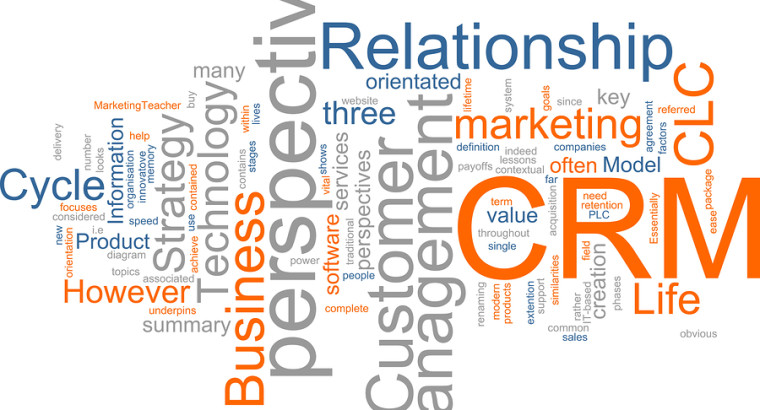 Relationship
perspectiv
many
orientated
CLC
lifetime
system
goals
since
key
referred
MarketingTeacher
buy
within
lives
website
three
Technology
Customer
anagement
marketing
agreement
factors
delivery
number
looks
help
Information
organisation
innovatove
memory
Strategy
contains
stages
shows
vital
services
perspectives
definition
indeed
companies
payoffs
lessons
contextual
often
Model
far
Cycle
focuses
considered
i.e
speed
use
contained
Business
software
traditional
CRM
term
value
acquisition
need
retention
PLC
Essentially
ease
package
new
orientation
Product
diagram
achieve
power
people
throughout
single
field
topics
associated
However
underpins
summary
complete
renaming
modern
products
extention
support
similarities
rather
IT-based
creation
phases
Life
common
sales
obvious